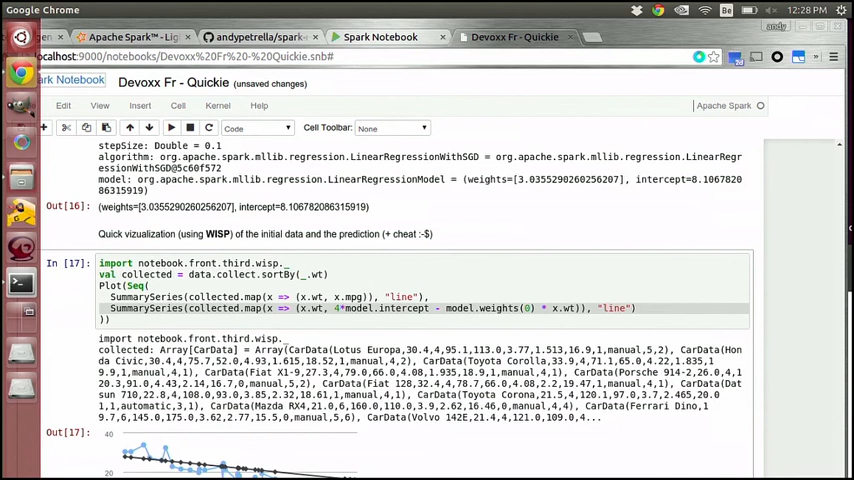 Google Chrome
Be
12:28 PM
andy
Apache Spark™ - Lig
andypetrella/spark-
Spark Notebook
Devoxx Fr - Quickie
ocalhost:9000/notebooks/Devoxx%20Fr%20-%20Quickie.snb#
ark Notebook
Devoxx Fr - Quickie (unsaved changes)
Edit View Insert Cell Kernel Help
Apache Spark
Code
Cell Toolbar:
None
stepSize: Double = 0.1
algorithm: org.apache.spark.mllib.regression.LinearRegressionWithSGD = org.apache.spark.mllib.regression.LinearRegr
essionWithSGD@5c60f572
model: org.apache.spark.mllib.regression.LinearRegressionModel = (weights=[3.0355290260256207], intercept=8.1067820
86315919)
Out[16]: (weights=[3.0355290260256207], intercept=8.106782086315919)
Quick vizualization (using WISP) of the initial data and the prediction (+ cheat :-$)
In [17]: import notebook.front.third.wisp._
val collected = data.collect.sortBy(_.wt)
Plot(Seq(
SummarySeries(collected.map(x => (x.wt, x.mpg)), "line"),
SummarySeries(collected.map(x => (x.wt, 4*model.intercept - model.weights(0) * x.wt)), "line")
))
import notebook.front.third.wisp._
collected: Array[CarData] = Array(CarData(Lotus Europa,30.4,4,95.1,113.0,3.77,1.513,16.9,1,manual,5,2), CarData(Hon
da Civic,30.4,4,75.7,52.0,4.93,1.615,18.52,1,manual,4,2), CarData(Toyota Corolla,33.9,4,71.1,65.0,4.22,1.835,1
9.9,1,manual,4,1), CarData(Fiat X1-9,27.3,4,79.0,66.0,4.08,1.935,18.9,1,manual,4,1), CarData(Porsche 914-2,26.0,4,1
20.3,91.0,4.43,2.14,16.7,0,manual,5,2), CarData(Fiat 128,32.4,4,78.7,66.0,4.08,2.2,19.47,1,manual,4,1), CarData(Dat
sun 710,22.8,4,108.0,93.0,3.85,2.32,18.61,1,manual,4,1), CarData(Toyota Corona,21.5,4,120.1,97.0,3.7,2.465,20.0
1,1,automatic,3,1), CarData(Mazda RX4,21.0,6,160.0,110.0,3.9,2.62,16.46,0,manual,4,4), CarData(Ferrari Dino,1
9.7,6,145.0,175.0,3.62,2.77,15.5,0,manual,5,6), CarData(Volvo 142E,21.4,4,121.0,109.0,4...
Out[17]:
40
20